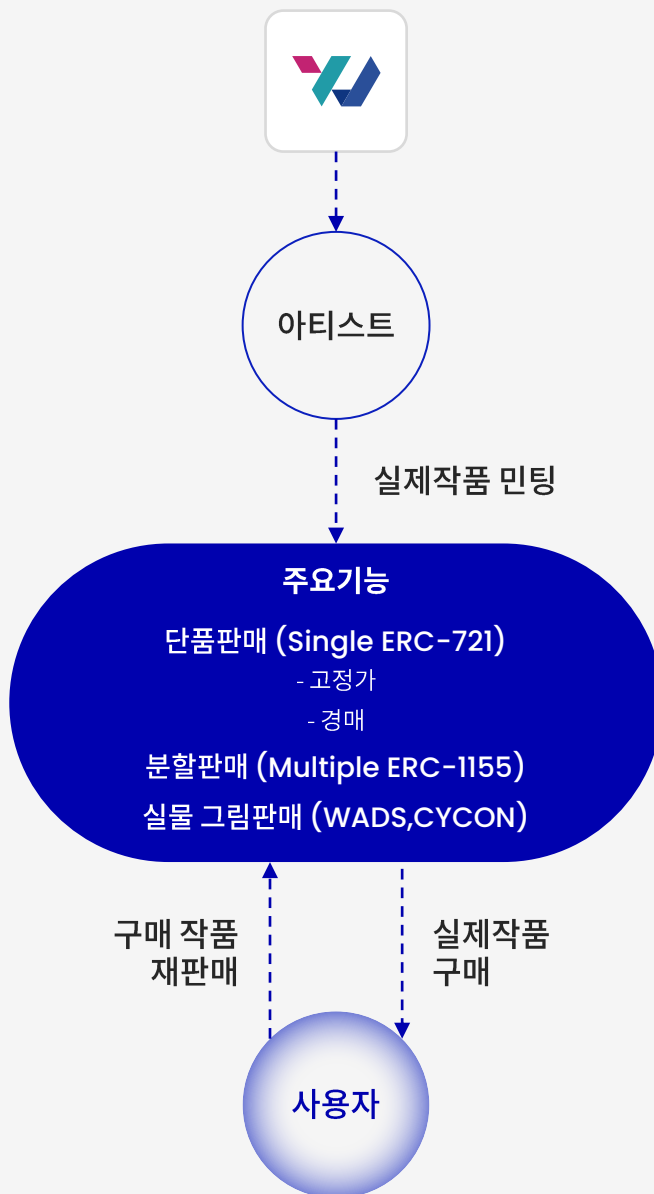 아티스트
실제작품 민팅
주요기능
단품판매 (Single ERC-721)
- 고정가
- 경매
분할판매 (Multiple ERC-1155)
실물 그림판매 (WADS,CYCON)
구매 작품
재판매
실제작품
구매
사용자